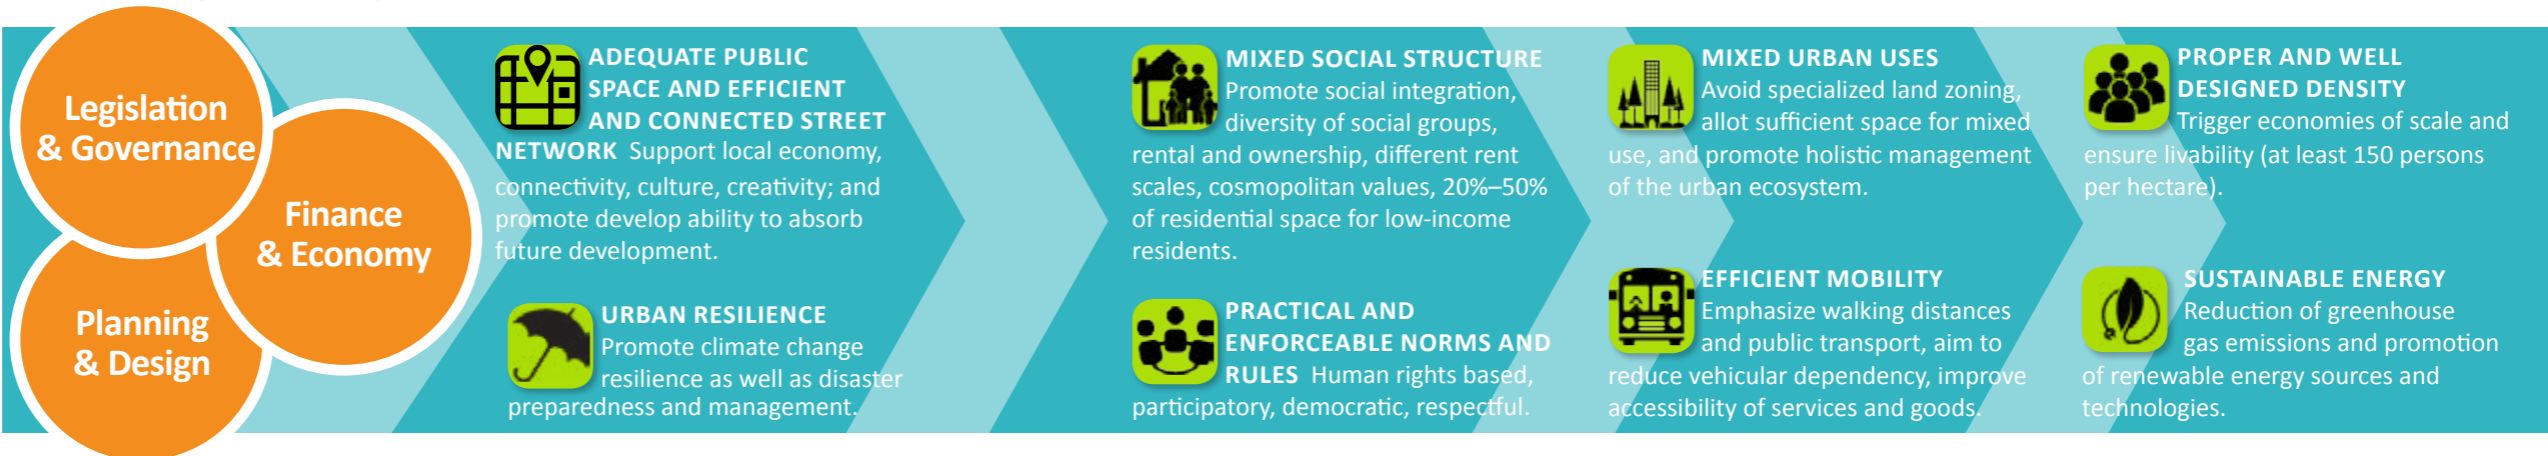 Legislation
& Governance
Finance
& Economy
Planning
& Design
ADEQUATE PUBLIC
SPACE AND EFFICIENT
AND CONNECTED STREET
NETWORK Support local economy,
connectivity, culture, creativity; and
promote develop ability to absorb
future development.
URBAN RESILIENCE
Promote climate change
resilience as well as disaster
preparedness and management.
MIXED SOCIAL STRUCTURE
Promote social integration,
diversity of social groups,
rental and ownership, different rent
scales, cosmopolitan values, 20%–50%
of residential space for low-income
residents.
PRACTICAL AND
ENFORCEABLE NORMS AND
RULES Human rights based,
participatory, democratic, respectful.
MIXED URBAN USES
Avoid specialized land zoning,
allot sufficient space for mixed
use, and promote holistic management
of the urban ecosystem.
EFFICIENT MOBILITY
Emphasize walking distances
and public transport, aim to
reduce vehicular dependency, improve
accessibility of services and goods.
PROPER AND WELL
DESIGNED DENSITY
Trigger economies of scale and
ensure livability (at least 150 persons
per hectare).
SUSTAINABLE ENERGY
Reduction of greenhouse
gas emissions and promotion
of renewable energy sources and
technologies.